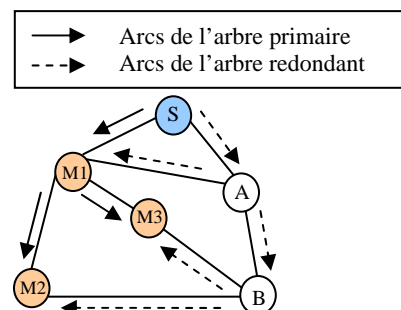 Arcs de l'arbre primaire
Arcs de l'arbre redondant
S
M1
A
M3
M2
B